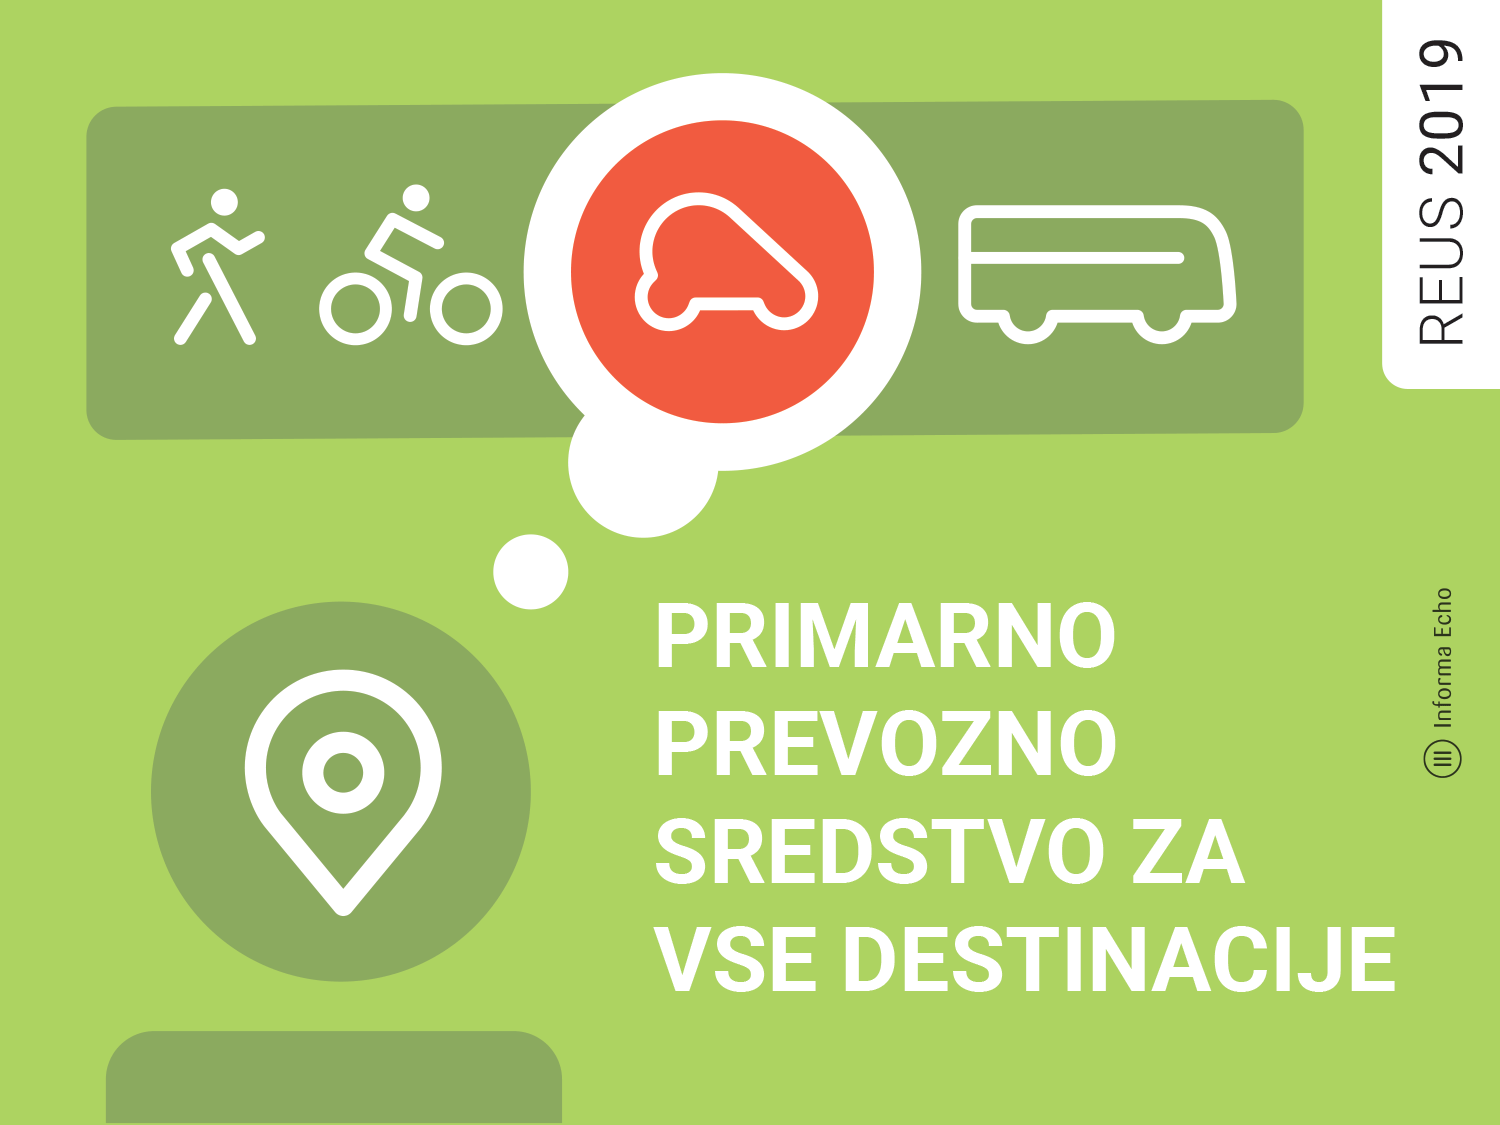 REUS 2019
PRIMARNO
PREVOZNO
SREDSTVO ZA
VSE DESTINACIJE
Informa Echo